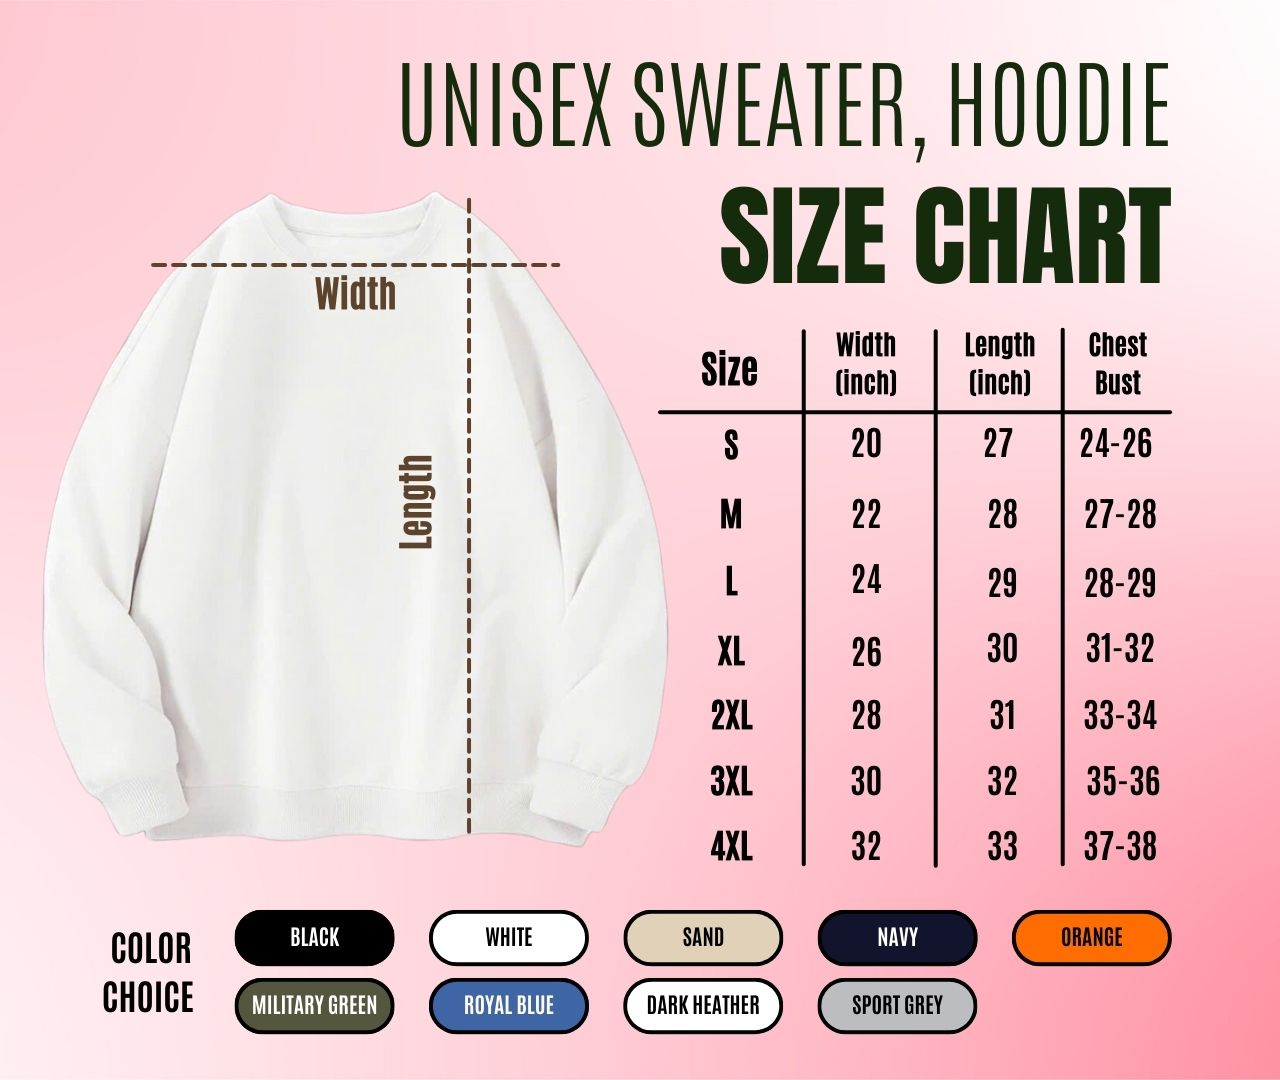 UNISEX SWEATER, HOODIE
SIZE CHART
Width
Length
Size Width (inch) Length (inch) Chest Bust
S 20 27 24-26
M 22 28 27-28
L 24 29 28-29
XL 26 30 31-32
2XL 28 31 33-34
3XL 30 32 35-36
4XL 32 33 37-38
COLOR CHOICE
BLACK WHITE SAND NAVY ORANGE
MILITARY GREEN ROYAL BLUE DARK HEATHER SPORT GREY